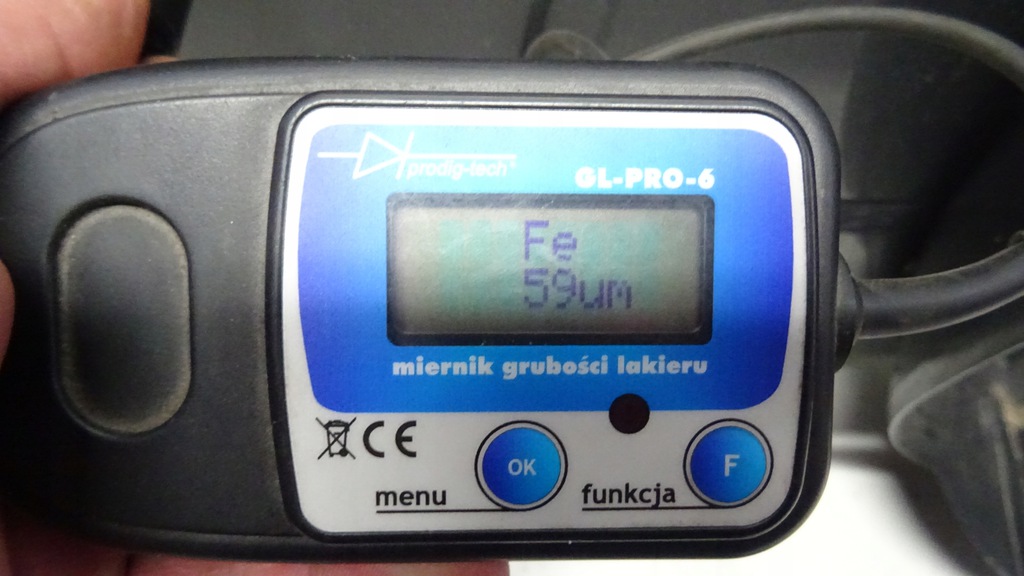 prodig-tech®
GL-PRO-6
Fe
59um
miernik grubości lakieru
CE
OK
F
menu
funkcja